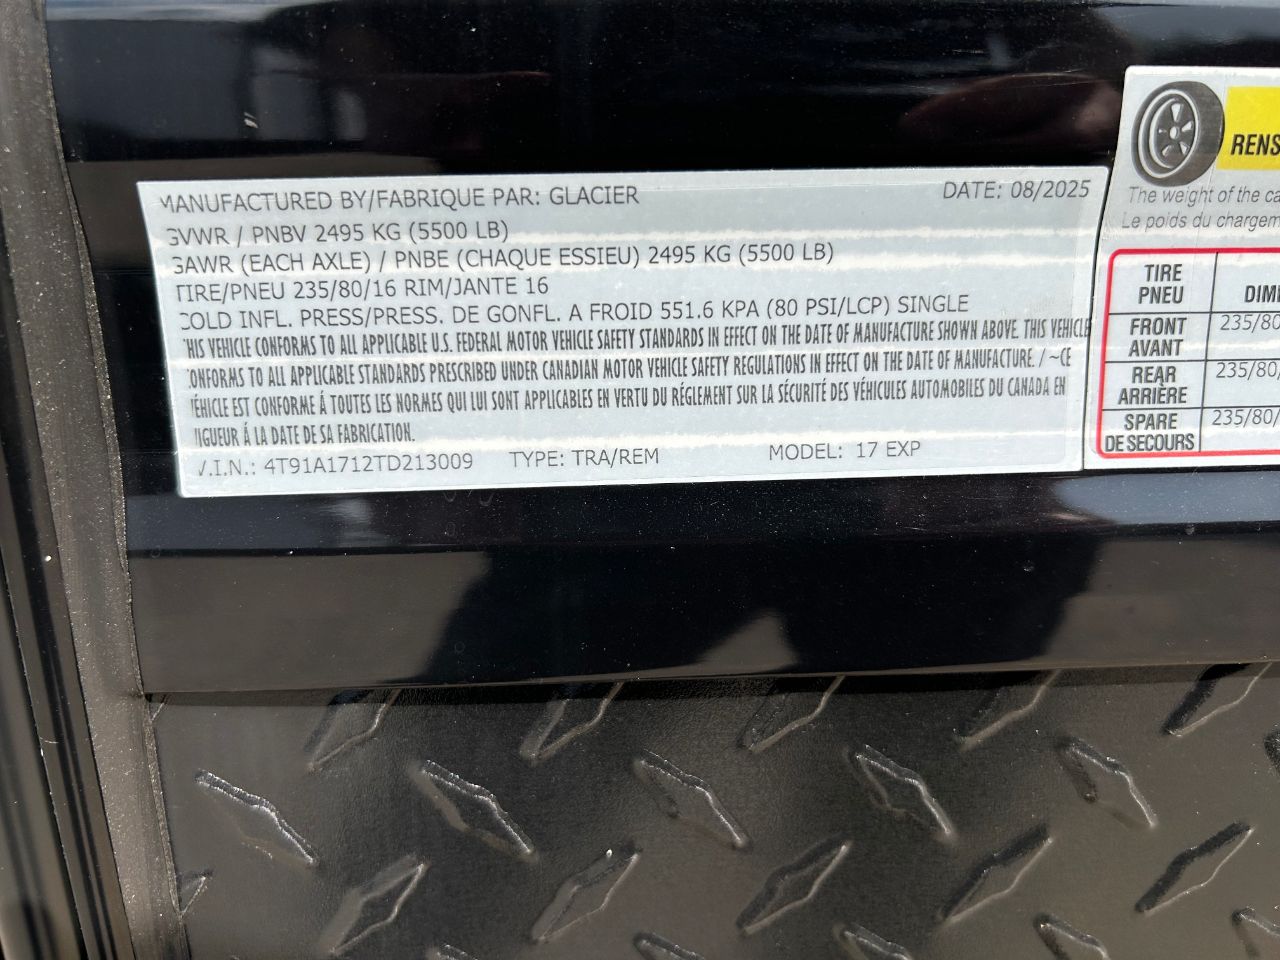 MANUFACTURED BY/FABRIQUE PAR: GLACIER DATE: 08/2025
GVWR / PNBV 2495 KG (5500 LB)
GAWR (EACH AXLE) / PNBE (CHAQUE ESSIEU) 2495 KG (5500 LB)
TIRE/PNEU 235/80/16 RIM/JANTE 16
COLD INFL. PRESS/PRESS. DE GONFL. A FROID 551.6 KPA (80 PSI/LCP) SINGLE
THIS VEHICLE CONFORMS TO ALL APPLICABLE U.S. FEDERAL MOTOR VEHICLE SAFETY STANDARDS IN EFFECT ON THE DATE OF MANUFACTURE SHOWN ABOVE. THIS VEHICLE
CONFORMS TO ALL APPLICABLE STANDARDS PRESCRIBED UNDER CANADIAN MOTOR VEHICLE SAFETY REGULATIONS IN EFFECT ON THE DATE OF MANUFACTURE. / ~CE
VÉHICLE EST CONFORME Á TOUTES LES NORMES QUI LUI SONT APPLICABLES EN VERTU DU RÉGLEMENT SUR LA SÉCURITÉ DES VÉHICULES AUTOMOBILES DU CANADA EN
VIGUEUR Á LA DATE DE SA FABRICATION.
V.I.N.: 4T91A1712TD213009 TYPE: TRA/REM MODEL: 17 EXP
RENS
The weight of the ca
Le poids du chargem
TIRE
PNEU DIM
FRONT
AVANT 235/80
REAR
ARRIÈRE 235/80/
SPARE
DE SECOURS 235/80/